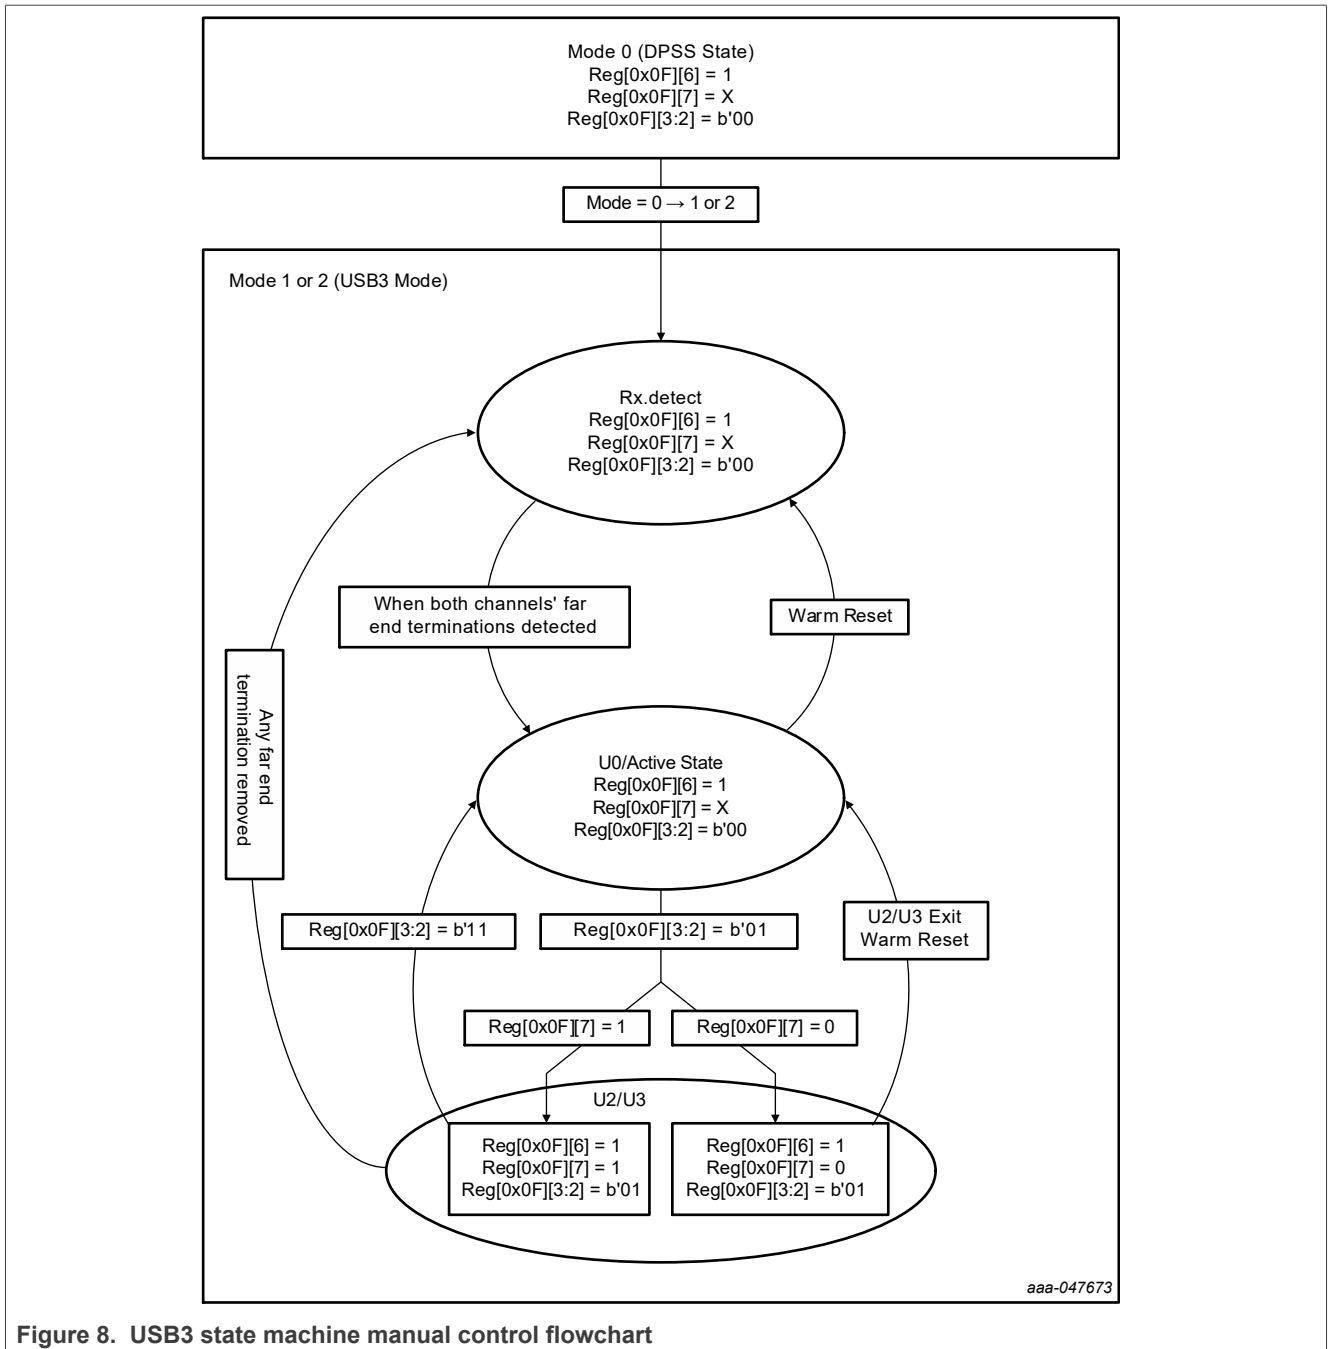 Mode 0 (DPSS State)
Reg[0x0F][6] = 1
Reg[0x0F][7] = X
Reg[0x0F][3:2] = b'00
Mode = 0 → 1 or 2
Mode 1 or 2 (USB3 Mode)
Rx.detect
Reg[0x0F][6] = 1
Reg[0x0F][7] = X
Reg[0x0F][3:2] = b'00
When both channels' far
end terminations detected
Warm Reset
Any far end
termination removed
U0/Active State
Reg[0x0F][6] = 1
Reg[0x0F][7] = X
Reg[0x0F][3:2] = b'00
Reg[0x0F][3:2] = b'11
Reg[0x0F][3:2] = b'01
U2/U3 Exit
Warm Reset
Reg[0x0F][7] = 1
Reg[0x0F][7] = 0
U2/U3
Reg[0x0F][6] = 1
Reg[0x0F][7] = 1
Reg[0x0F][3:2] = b'01
Reg[0x0F][6] = 1
Reg[0x0F][7] = 0
Reg[0x0F][3:2] = b'01
aaa-047673
Figure 8. USB3 state machine manual control flowchart